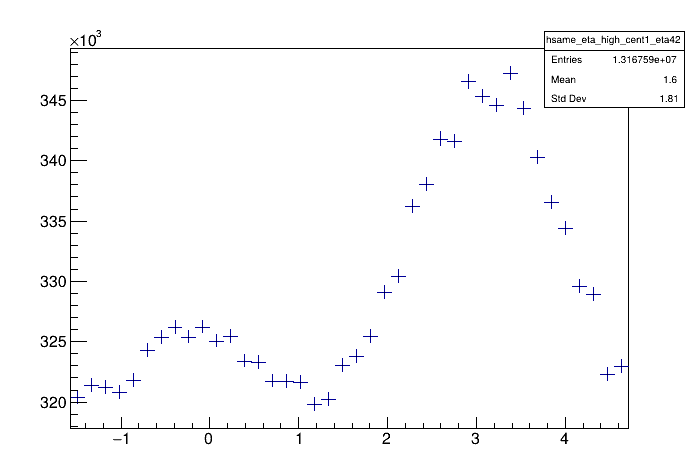 ×10³
hsame_eta_high_cent1_eta42
Entries 1.316759e+07
Mean 1.6
Std Dev 1.81
345
340
335
330
325
320
−1 0 1 2 3 4